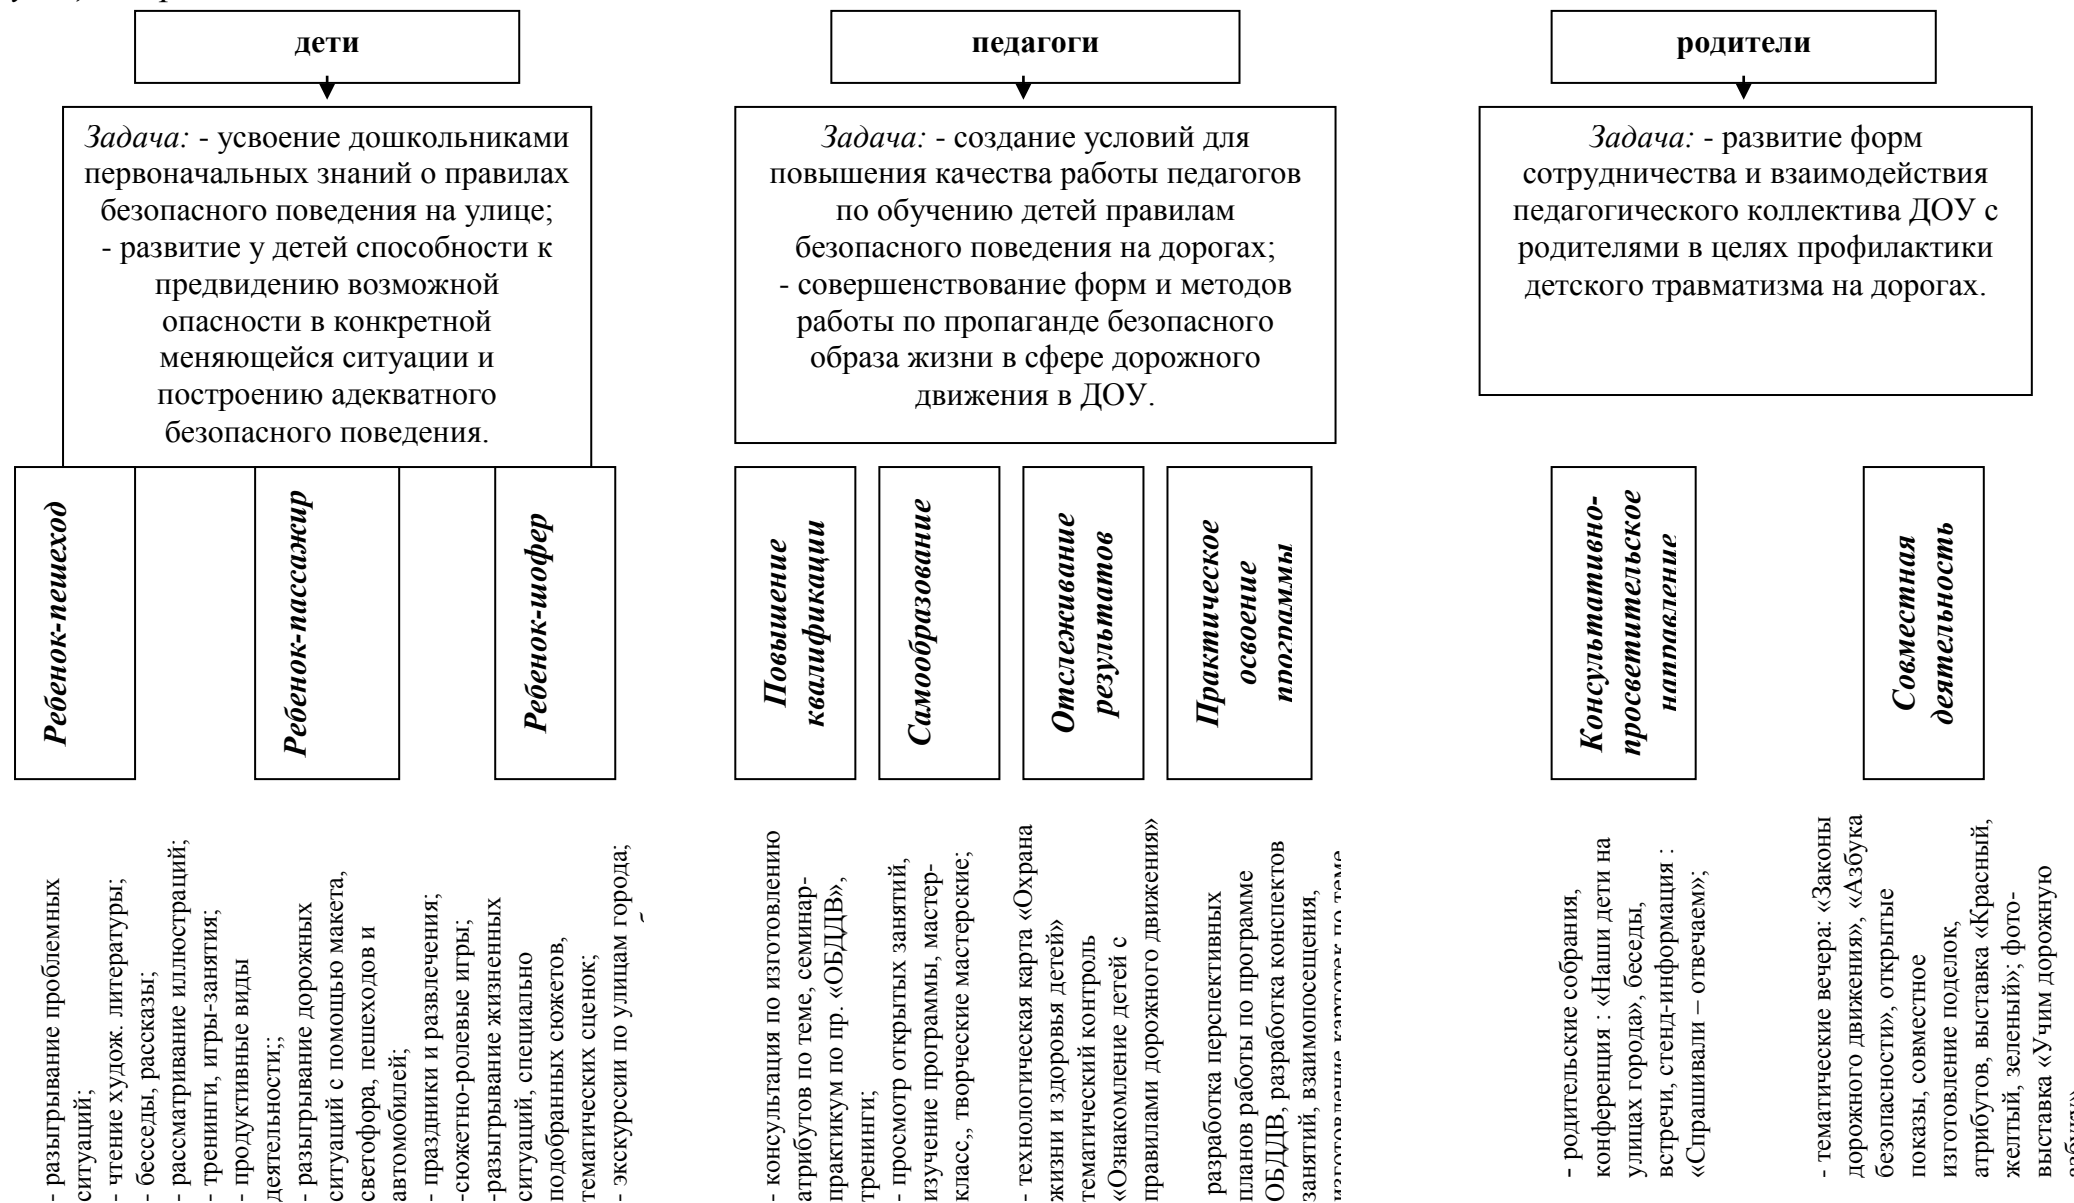 дети
Задача: - усвоение дошкольниками
первоначальных знаний о правилах
безопасного поведения на улице;
- развитие у детей способности к
предвидению возможной
опасности в конкретной
меняющейся ситуации и
построению адекватного
безопасного поведения.
Ребенок-пешеход
Ребенок-пассажир
Ребенок-шофер
- разыгрывание проблемных
ситуаций;
- чтение худож. литературы;
- беседы, рассказы;
- рассматривание иллюстраций;
- тренинги, игры-занятия;
- продуктивные виды
деятельности;;
- разыгрывание дорожных
ситуаций с помощью макета,
светофора, пешеходов и
автомобилей;
- праздники и развлечения;
-сюжетно-ролевые игры;
-разыгрывание жизненных
ситуаций, специально
подобранных сюжетов,
тематических сценок;
- экскурсии по улицам города;
педагоги
Задача: - создание условий для
повышения качества работы педагогов
по обучению детей правилам
безопасного поведения на дорогах;
- совершенствование форм и методов
работы по пропаганде безопасного
образа жизни в сфере дорожного
движения в ДОУ.
Повышение
квалификации
Самообразование
Отслеживание
результатов
Практическое
освоение
программы
- консультация по изготовлению
атрибутов по теме, семинар-
практикум по пр. «ОБДДВ»,
тренинги;
- просмотр открытых занятий,
изучение программы, мастер-
класс,, творческие мастерские;
- технологическая карта «Охрана
жизни и здоровья детей»
тематический контроль
«Ознакомление детей с
правилами дорожного движения»
разработка перспективных
планов работы по программе
ОБДДВ, разработка конспектов
занятий, взаимопосещения,
изготовление картотек по теме
родители
Задача: - развитие форм
сотрудничества и взаимодействия
педагогического коллектива ДОУ с
родителями в целях профилактики
детского травматизма на дорогах.
Консультативно-
просветительское
направление
Совместная
деятельность
- родительские собрания,
конференция : «Наши дети на
улицах города», беседы,
встречи, стенд-информация :
«Спрашивали – отвечаем»;
- тематические вечера: «Законы
дорожного движения», «Азбука
безопасности», открытые
показы, совместное
изготовление поделок,
атрибутов, выставка «Красный,
желтый, зеленый»; фото-
выставка «Учим дорожную